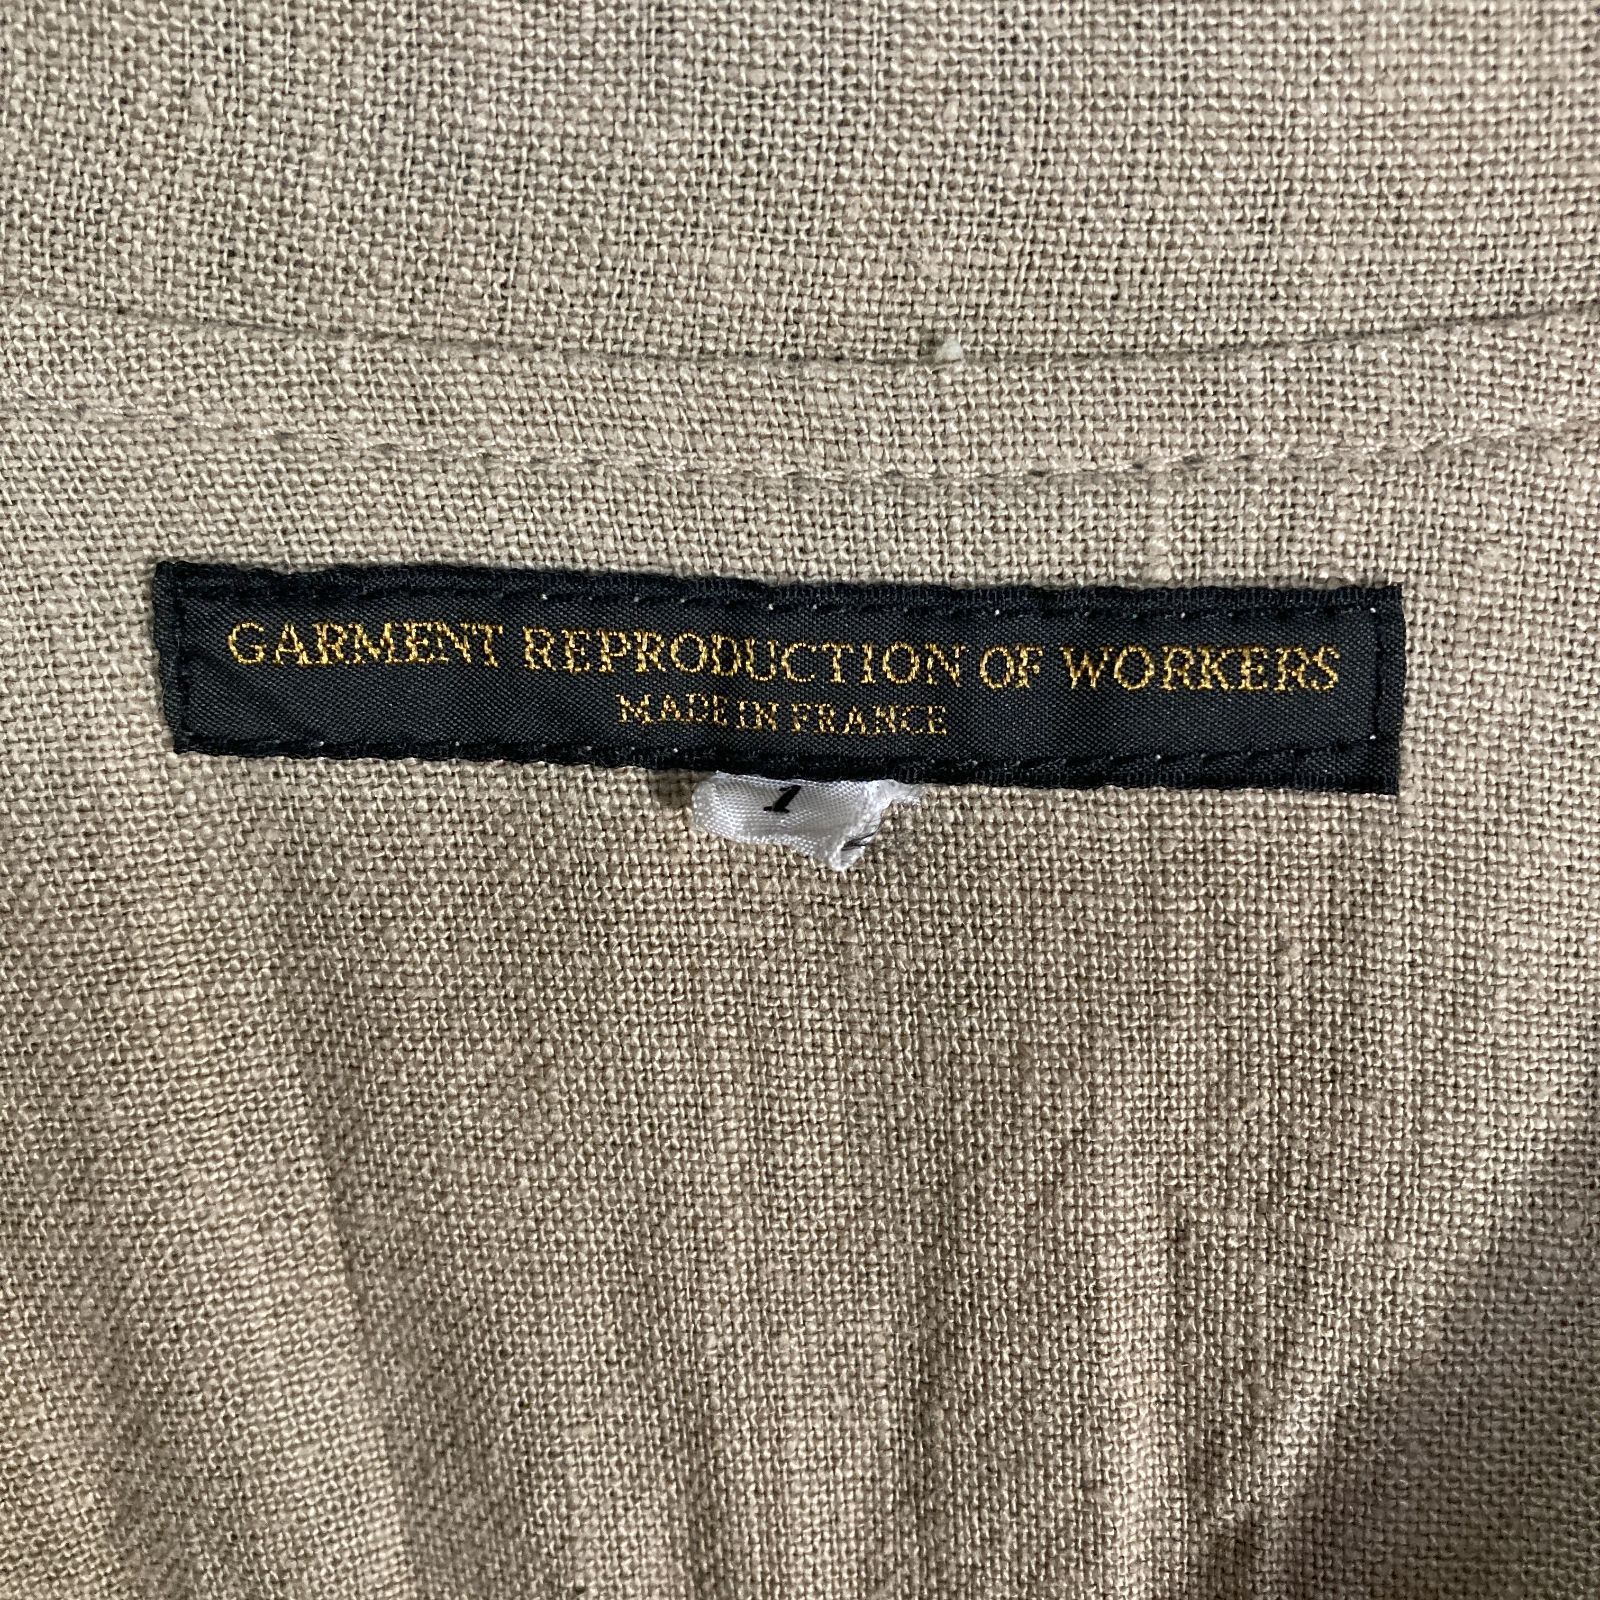 GARMENT REPRODUCTION OF WORKERS
MADE IN FRANCE
1